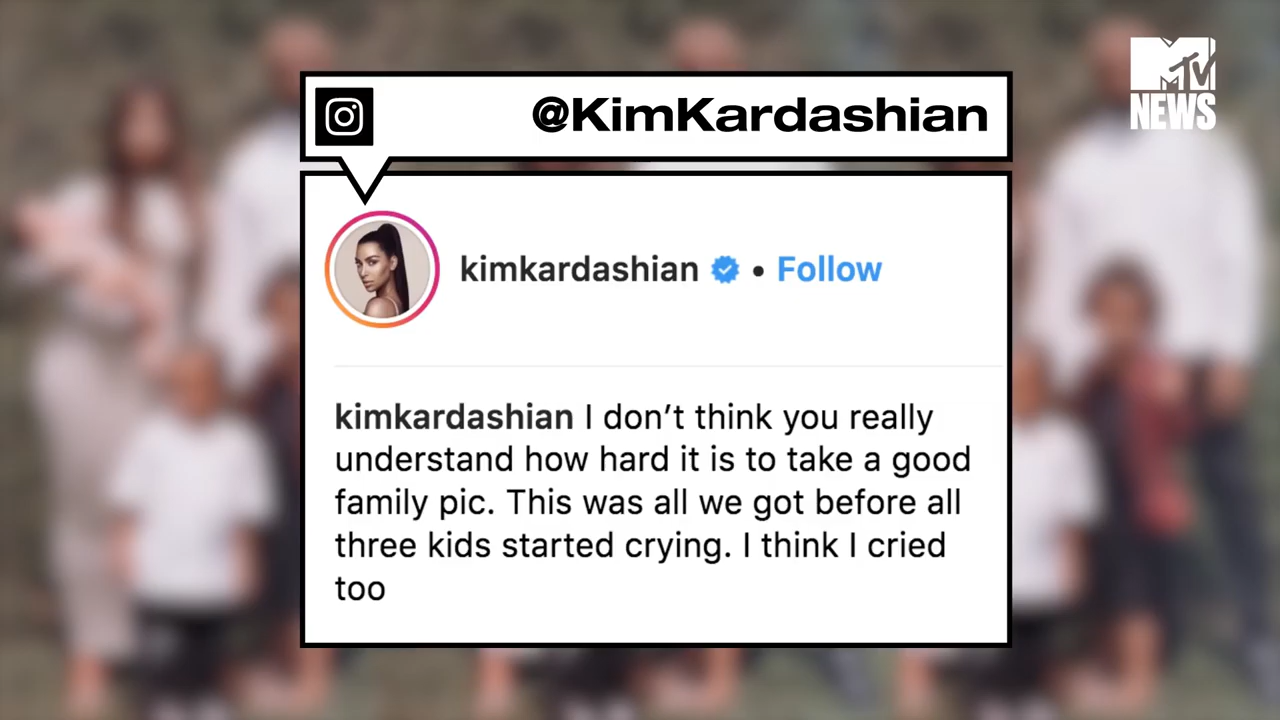 MTV
NEWS
@KimKardashian
kimkardashian • Follow
kimkardashian I don’t think you really
understand how hard it is to take a good
family pic. This was all we got before all
three kids started crying. I think I cried
too